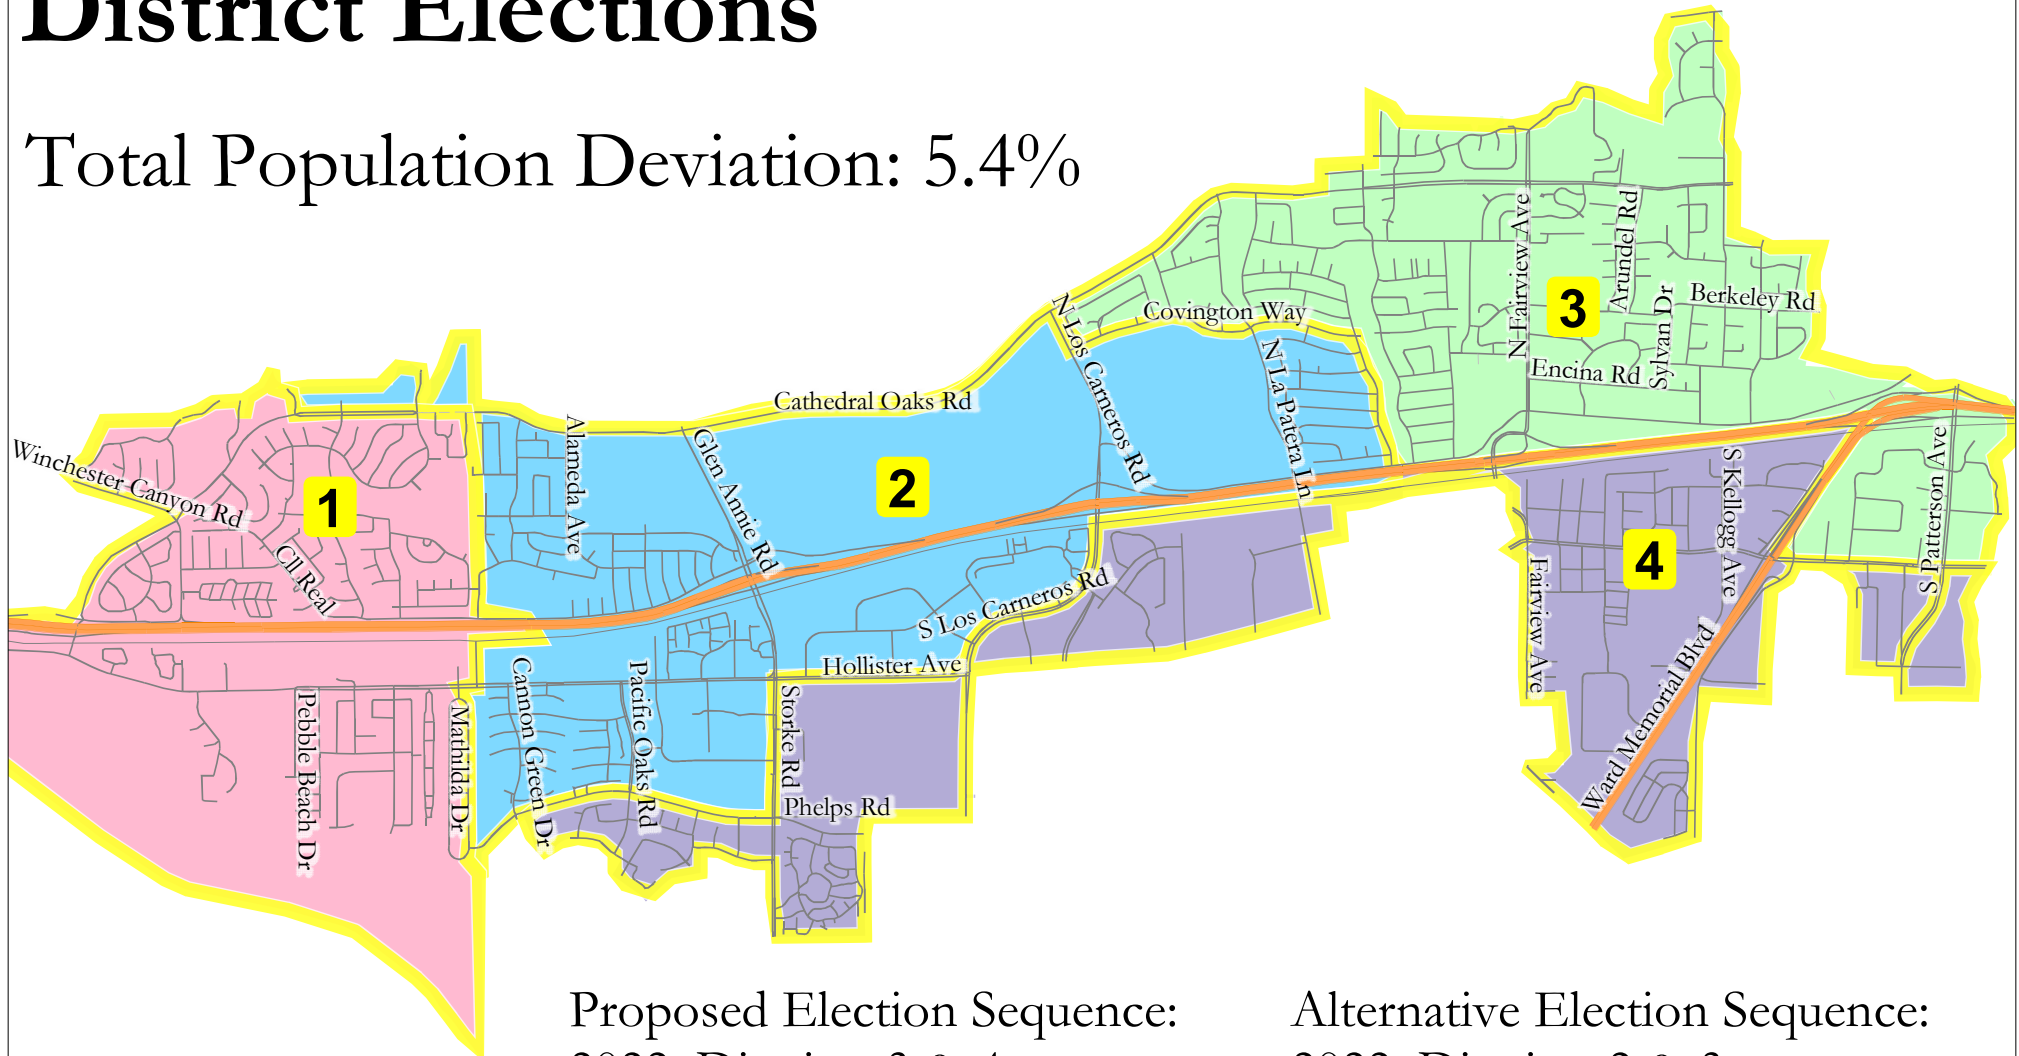 District Elections
Total Population Deviation: 5.4%
N Fairview Ave
Arundel Rd
3
Sylvan Dr
Berkeley Rd
Encina Rd
N Los Carneros Rd
Covington Way
N La Patera Ln
Cathedral Oaks Rd
Winchester Canyon Rd
1
Cll Real
Alameda Ave
Glen Annie Rd
2
S Kellogg Ave
S Patterson Ave
4
Fairview Ave
Ward Memorial Blvd
S Los Carneros Rd
Hollister Ave
Pebble Beach Dr
Mathilda Dr
Cannon Green Dr
Pacific Oaks Rd
Storke Rd
Phelps Rd
Proposed Election Sequence:
Alternative Election Sequence: